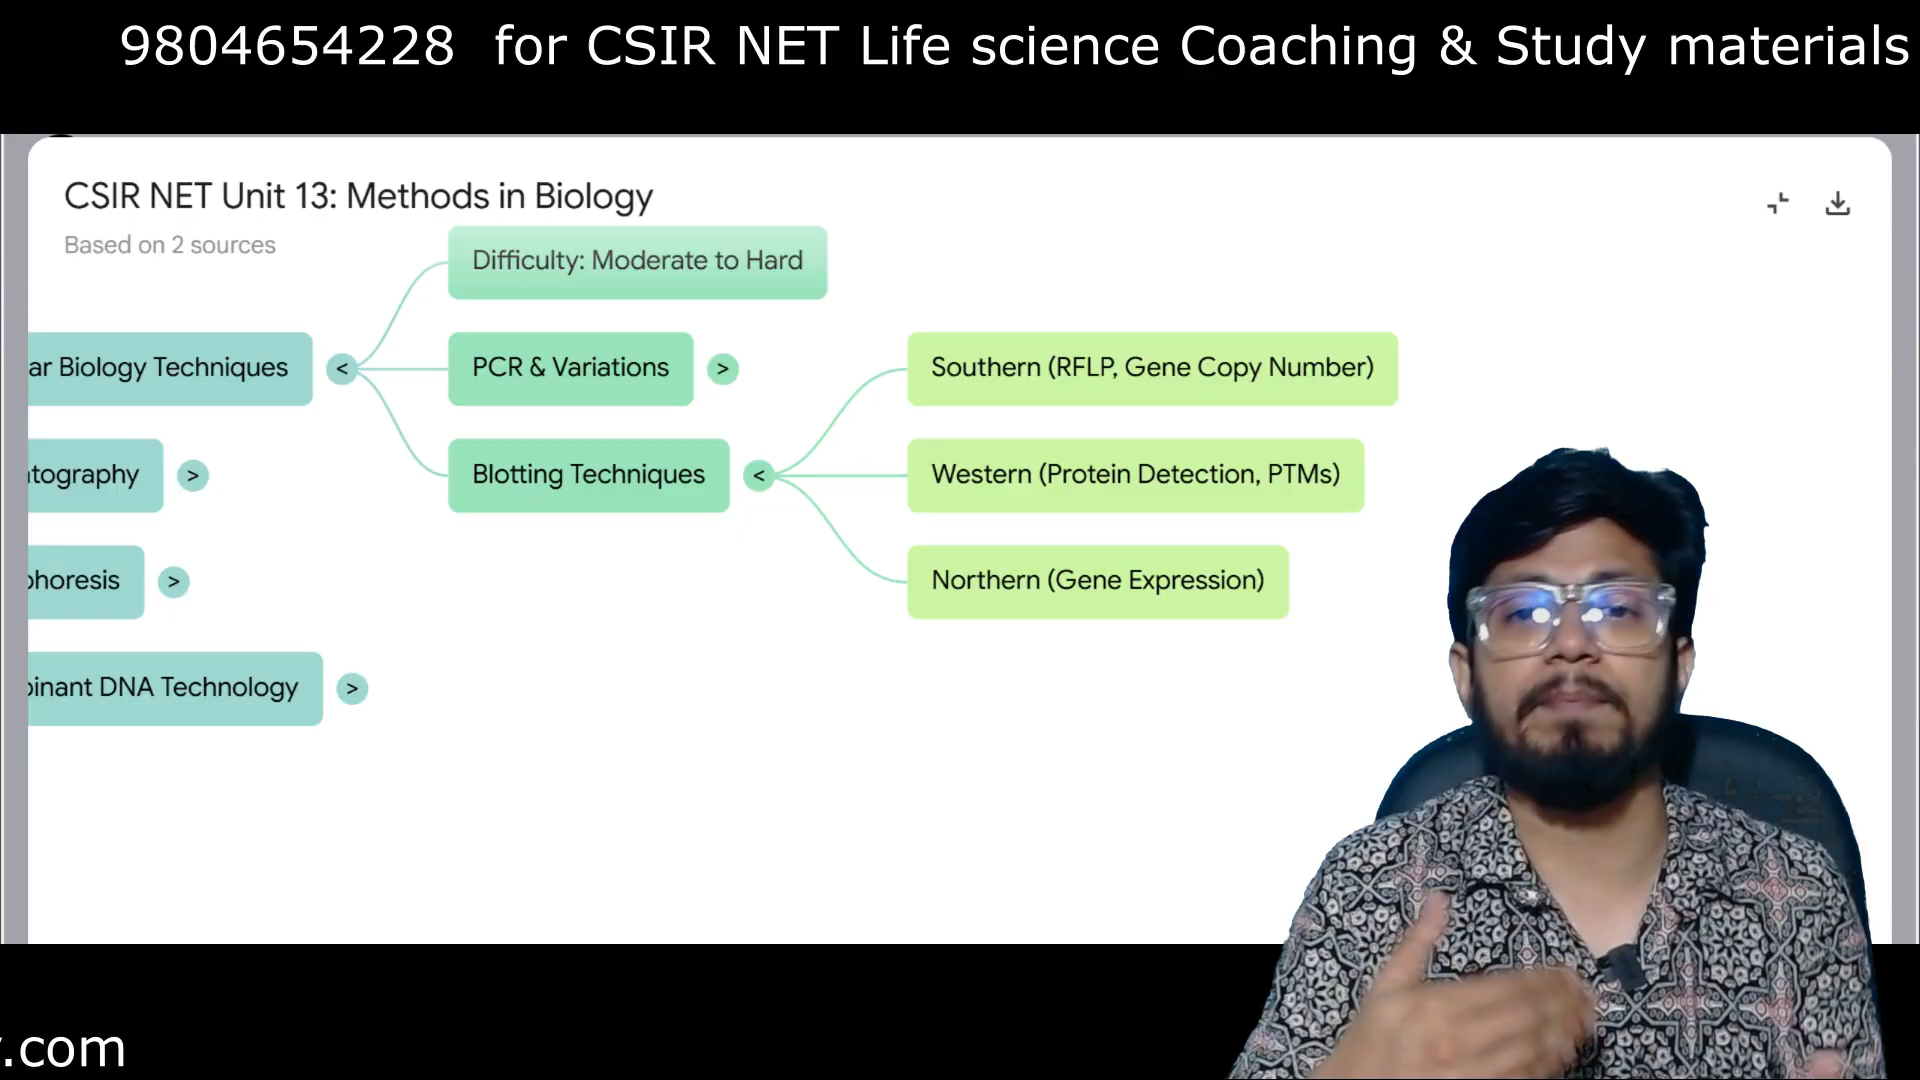 9804654228 for CSIR NET Life science Coaching & Study materials
CSIR NET Unit 13: Methods in Biology
Based on 2 sources
Difficulty: Moderate to Hard
ar Biology Techniques
<
PCR & Variations
>
Southern (RFLP, Gene Copy Number)
tography
>
Blotting Techniques
<
Western (Protein Detection, PTMs)
phoresis
>
Northern (Gene Expression)
binant DNA Technology
>
.com